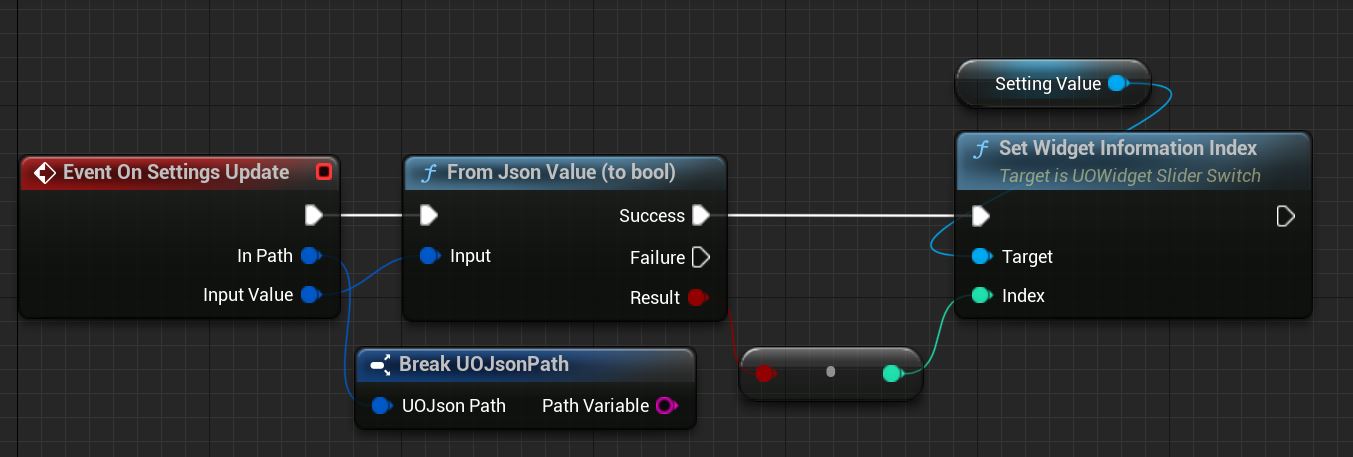 Setting Value
Event On Settings Update
In Path
Input Value
f From Json Value (to bool)
Success
Input
Failure
Result
f Set Widget Information Index
Target is UOWidget Slider Switch
Target
Index
Break UOJsonPath
UOJson Path Path Variable